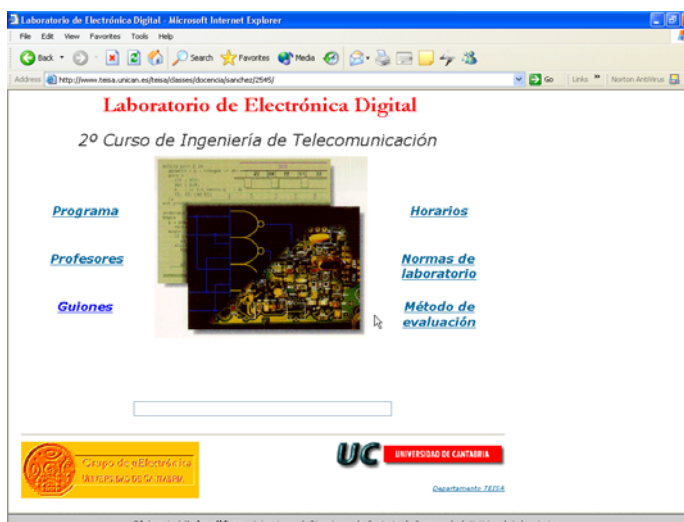 Laboratorio de Electrónica Digital - Microsoft Internet Explorer
File Edit View Favorites Tools Help
Back Search Favorites Media
Address http://www.teisa.unican.es/teisa/classes/docencia/sanchez/2545/ Go Links » Norton AntiVirus
Laboratorio de Electrónica Digital
2º Curso de Ingeniería de Telecomunicación
Programa
Horarios
Profesores
Normas de
laboratorio
Guiones
Método de
evaluación
Grupo de µElectrónica
UNIVERSIDAD DE CANTABRIA
UC UNIVERSIDAD DE CANTABRIA
Departamento TEISA